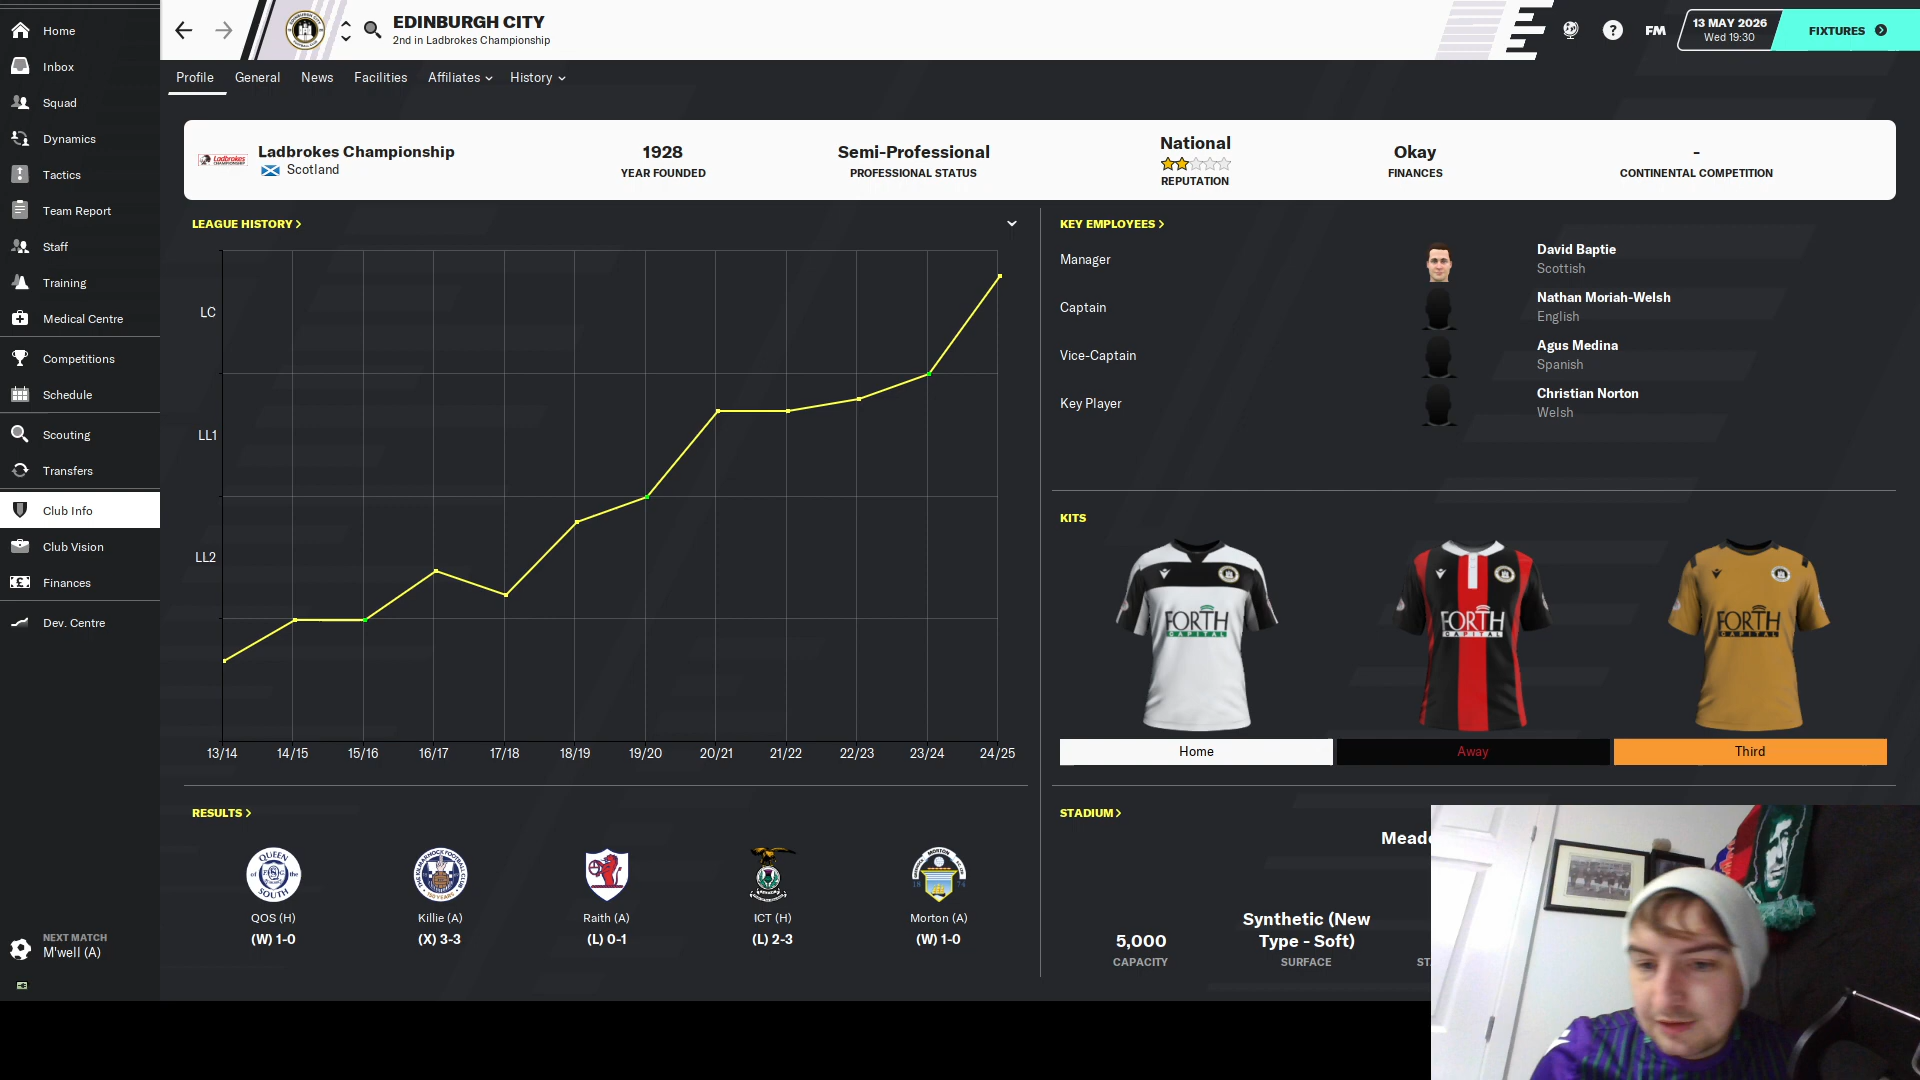 Home
Inbox
Squad
Dynamics
Tactics
Team Report
Staff
Training
Medical Centre
Competitions
Schedule
Scouting
Transfers
Club Info
Club Vision
Finances
Dev. Centre
NEXT MATCH
M'well (A)
EDINBURGH CITY
2nd in Ladbrokes Championship
FM
13 MAY 2026
Wed 19:30
FIXTURES
Profile
General
News
Facilities
Affiliates
History
Ladbrokes Championship
Scotland
1928
YEAR FOUNDED
Semi-Professional
PROFESSIONAL STATUS
National
REPUTATION
Okay
FINANCES
-
CONTINENTAL COMPETITION
LEAGUE HISTORY
LC
LL1
LL2
13/14
14/15
15/16
16/17
17/18
18/19
19/20
20/21
21/22
22/23
23/24
24/25
RESULTS
QOS (H)
(W) 1-0
Killie (A)
(X) 3-3
Raith (A)
(L) 0-1
ICT (H)
(L) 2-3
Morton (A)
(W) 1-0
KEY EMPLOYEES
Manager
David Baptie
Scottish
Captain
Nathan Moriah-Welsh
English
Vice-Captain
Agus Medina
Spanish
Key Player
Christian Norton
Welsh
KITS
FORTH
CAPITAL
FORTH
CAPITAL
FORTH
CAPITAL
Home
Away
Third
STADIUM
Mead
5,000
CAPACITY
Synthetic (New
Type - Soft)
SURFACE
ST